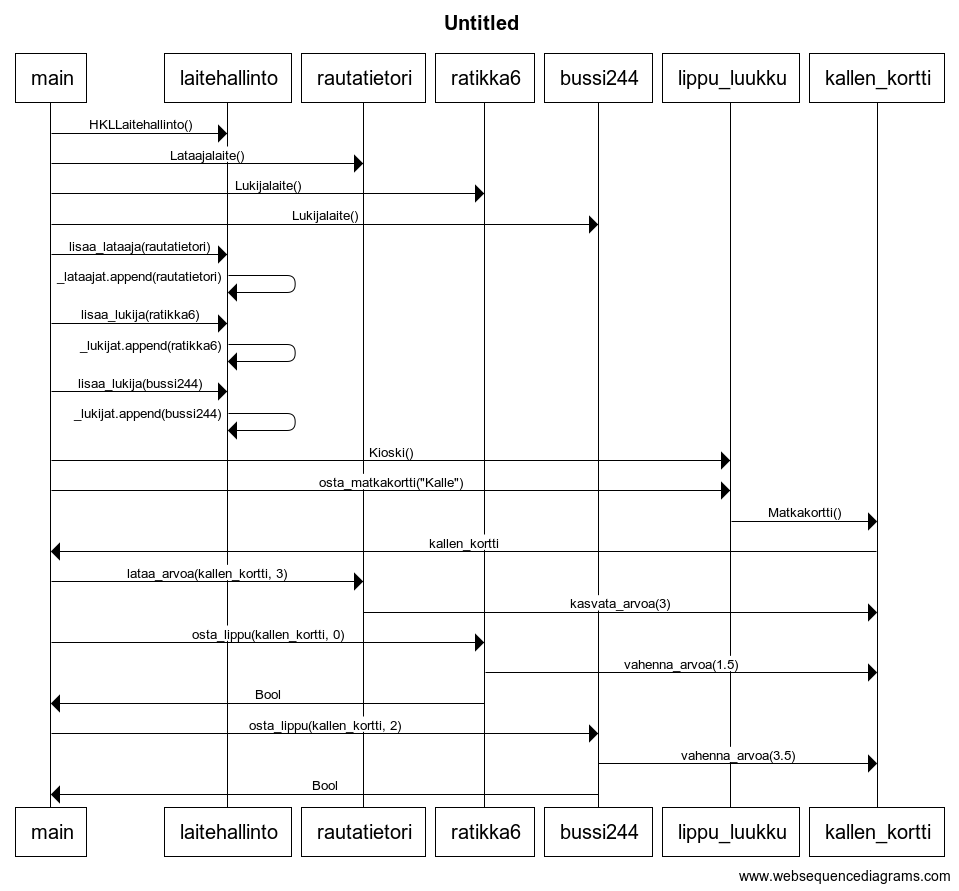 Untitled
main laitehallinto rautatietori ratikka6 bussi244 lippu_luukku kallen_kortti
HKLLaitehallinto()
Lataajalaite()
Lukijalaite()
Lukijalaite()
lisaa_lataaja(rautatietori)
_lataajat.append(rautatietori)
lisaa_lukija(ratikka6)
_lukijat.append(ratikka6)
lisaa_lukija(bussi244)
_lukijat.append(bussi244)
Kioski()
osta_matkakortti("Kalle")
Matkakortti()
kallen_kortti
lataa_arvoa(kallen_kortti, 3)
kasvata_arvoa(3)
osta_lippu(kallen_kortti, 0)
vahenna_arvoa(1.5)
Bool
osta_lippu(kallen_kortti, 2)
vahenna_arvoa(3.5)
Bool
main laitehallinto rautatietori ratikka6 bussi244 lippu_luukku kallen_kortti
www.websequencediagrams.com